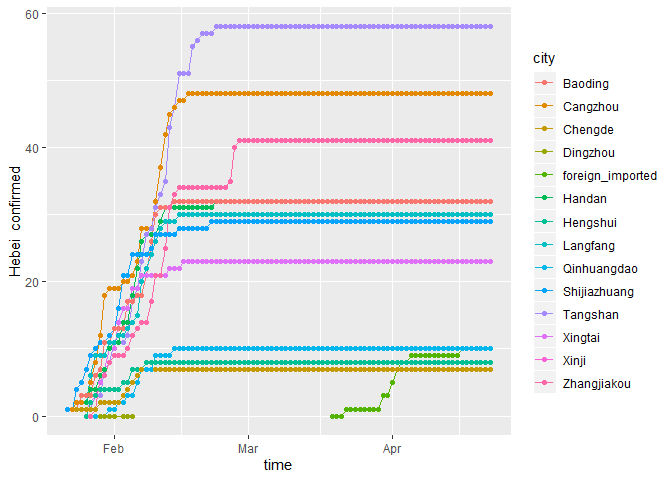 60
40
20
0
Hebei confirmed
Feb
Mar
Apr
time
city
Baoding
Cangzhou
Chengde
Dingzhou
foreign_imported
Handan
Hengshui
Langfang
Qinhuangdao
Shijiazhuang
Tangshan
Xingtai
Xinji
Zhangjiakou